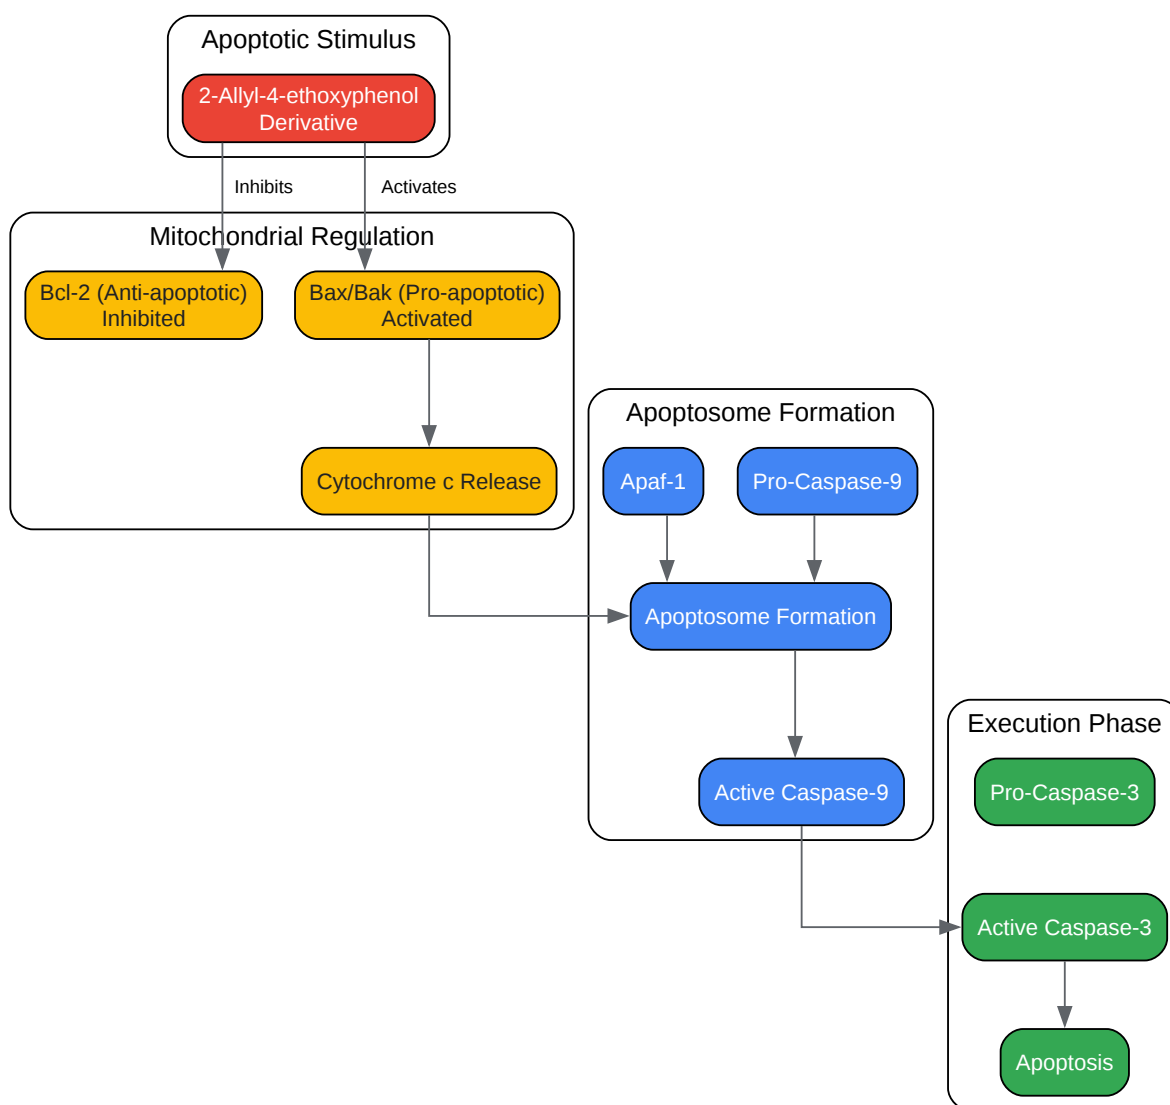 Apoptotic Stimulus
2-Allyl-4-ethoxyphenol
Derivative
Inhibits
Activates
Mitochondrial Regulation
Bcl-2 (Anti-apoptotic)
Inhibited
Bax/Bak (Pro-apoptotic)
Activated
Cytochrome c Release
Apoptosome Formation
Apaf-1
Pro-Caspase-9
Apoptosome Formation
Active Caspase-9
Execution Phase
Pro-Caspase-3
Active Caspase-3
Apoptosis